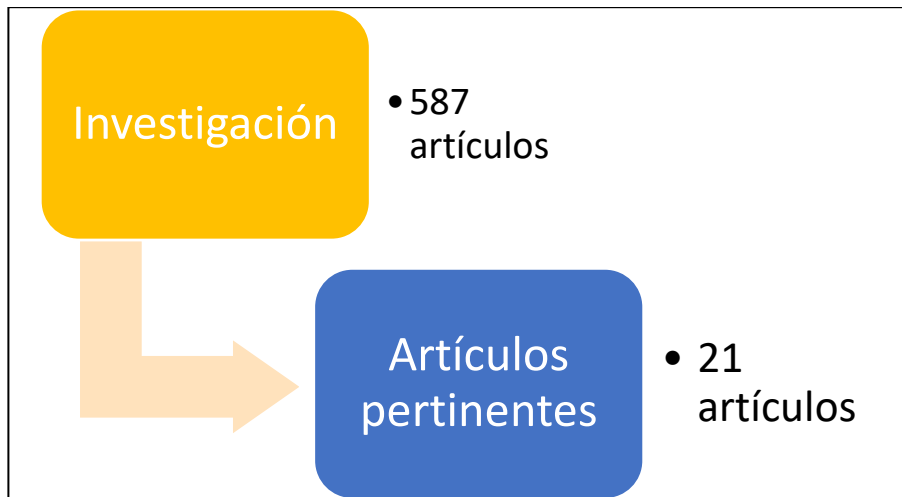 Investigación
• 587
artículos
Artículos
pertinentes
• 21
artículos